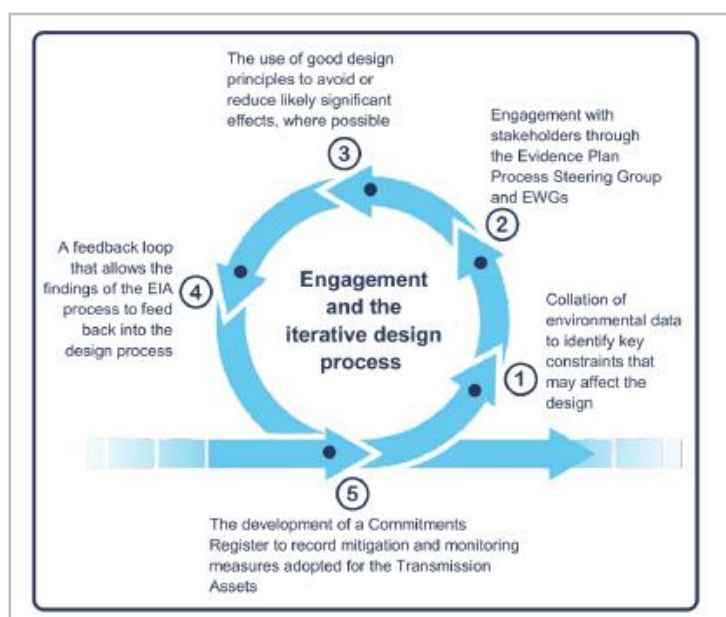 The use of good design
principles to avoid or
reduce likely significant
effects, where possible
3
Engagement with
stakeholders through
the Evidence Plan
Process Steering Group
and EWGs
2
A feedback loop
that allows the
findings of the EIA
process to feed
back into the
design process
4
Engagement
and the
iterative design
process
Collation of
environmental data
to identify key
constraints that
may affect the
design
1
5
The development of a Commitments
Register to record mitigation and monitoring
measures adopted for the Transmission
Assets